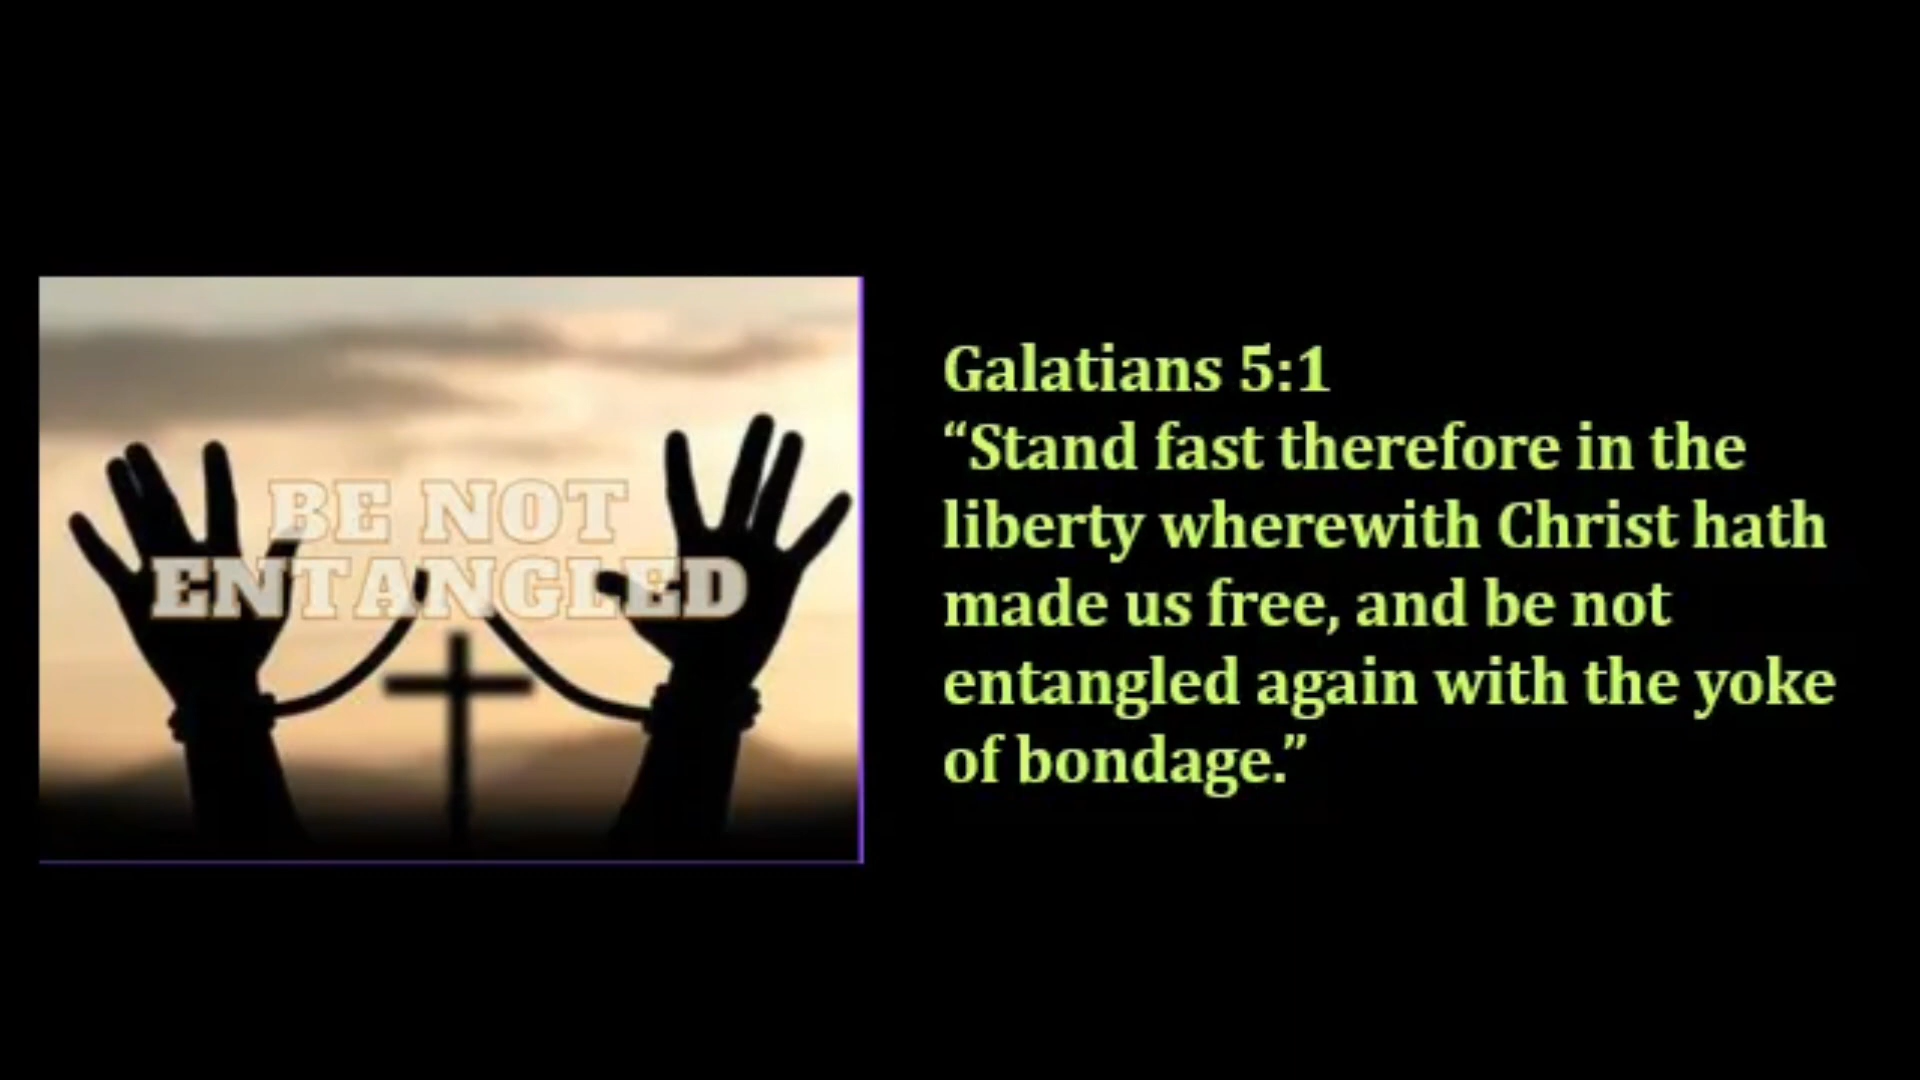 BE NOT
ENTANGLED
Galatians 5:1
“Stand fast therefore in the
liberty wherewith Christ hath
made us free, and be not
entangled again with the yoke
of bondage.”